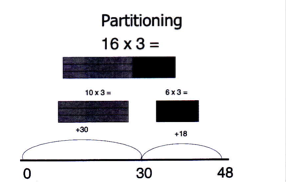 Partitioning
16 x 3 =
10 x 3 = 6 x 3 =
+30 +18
0 30 48